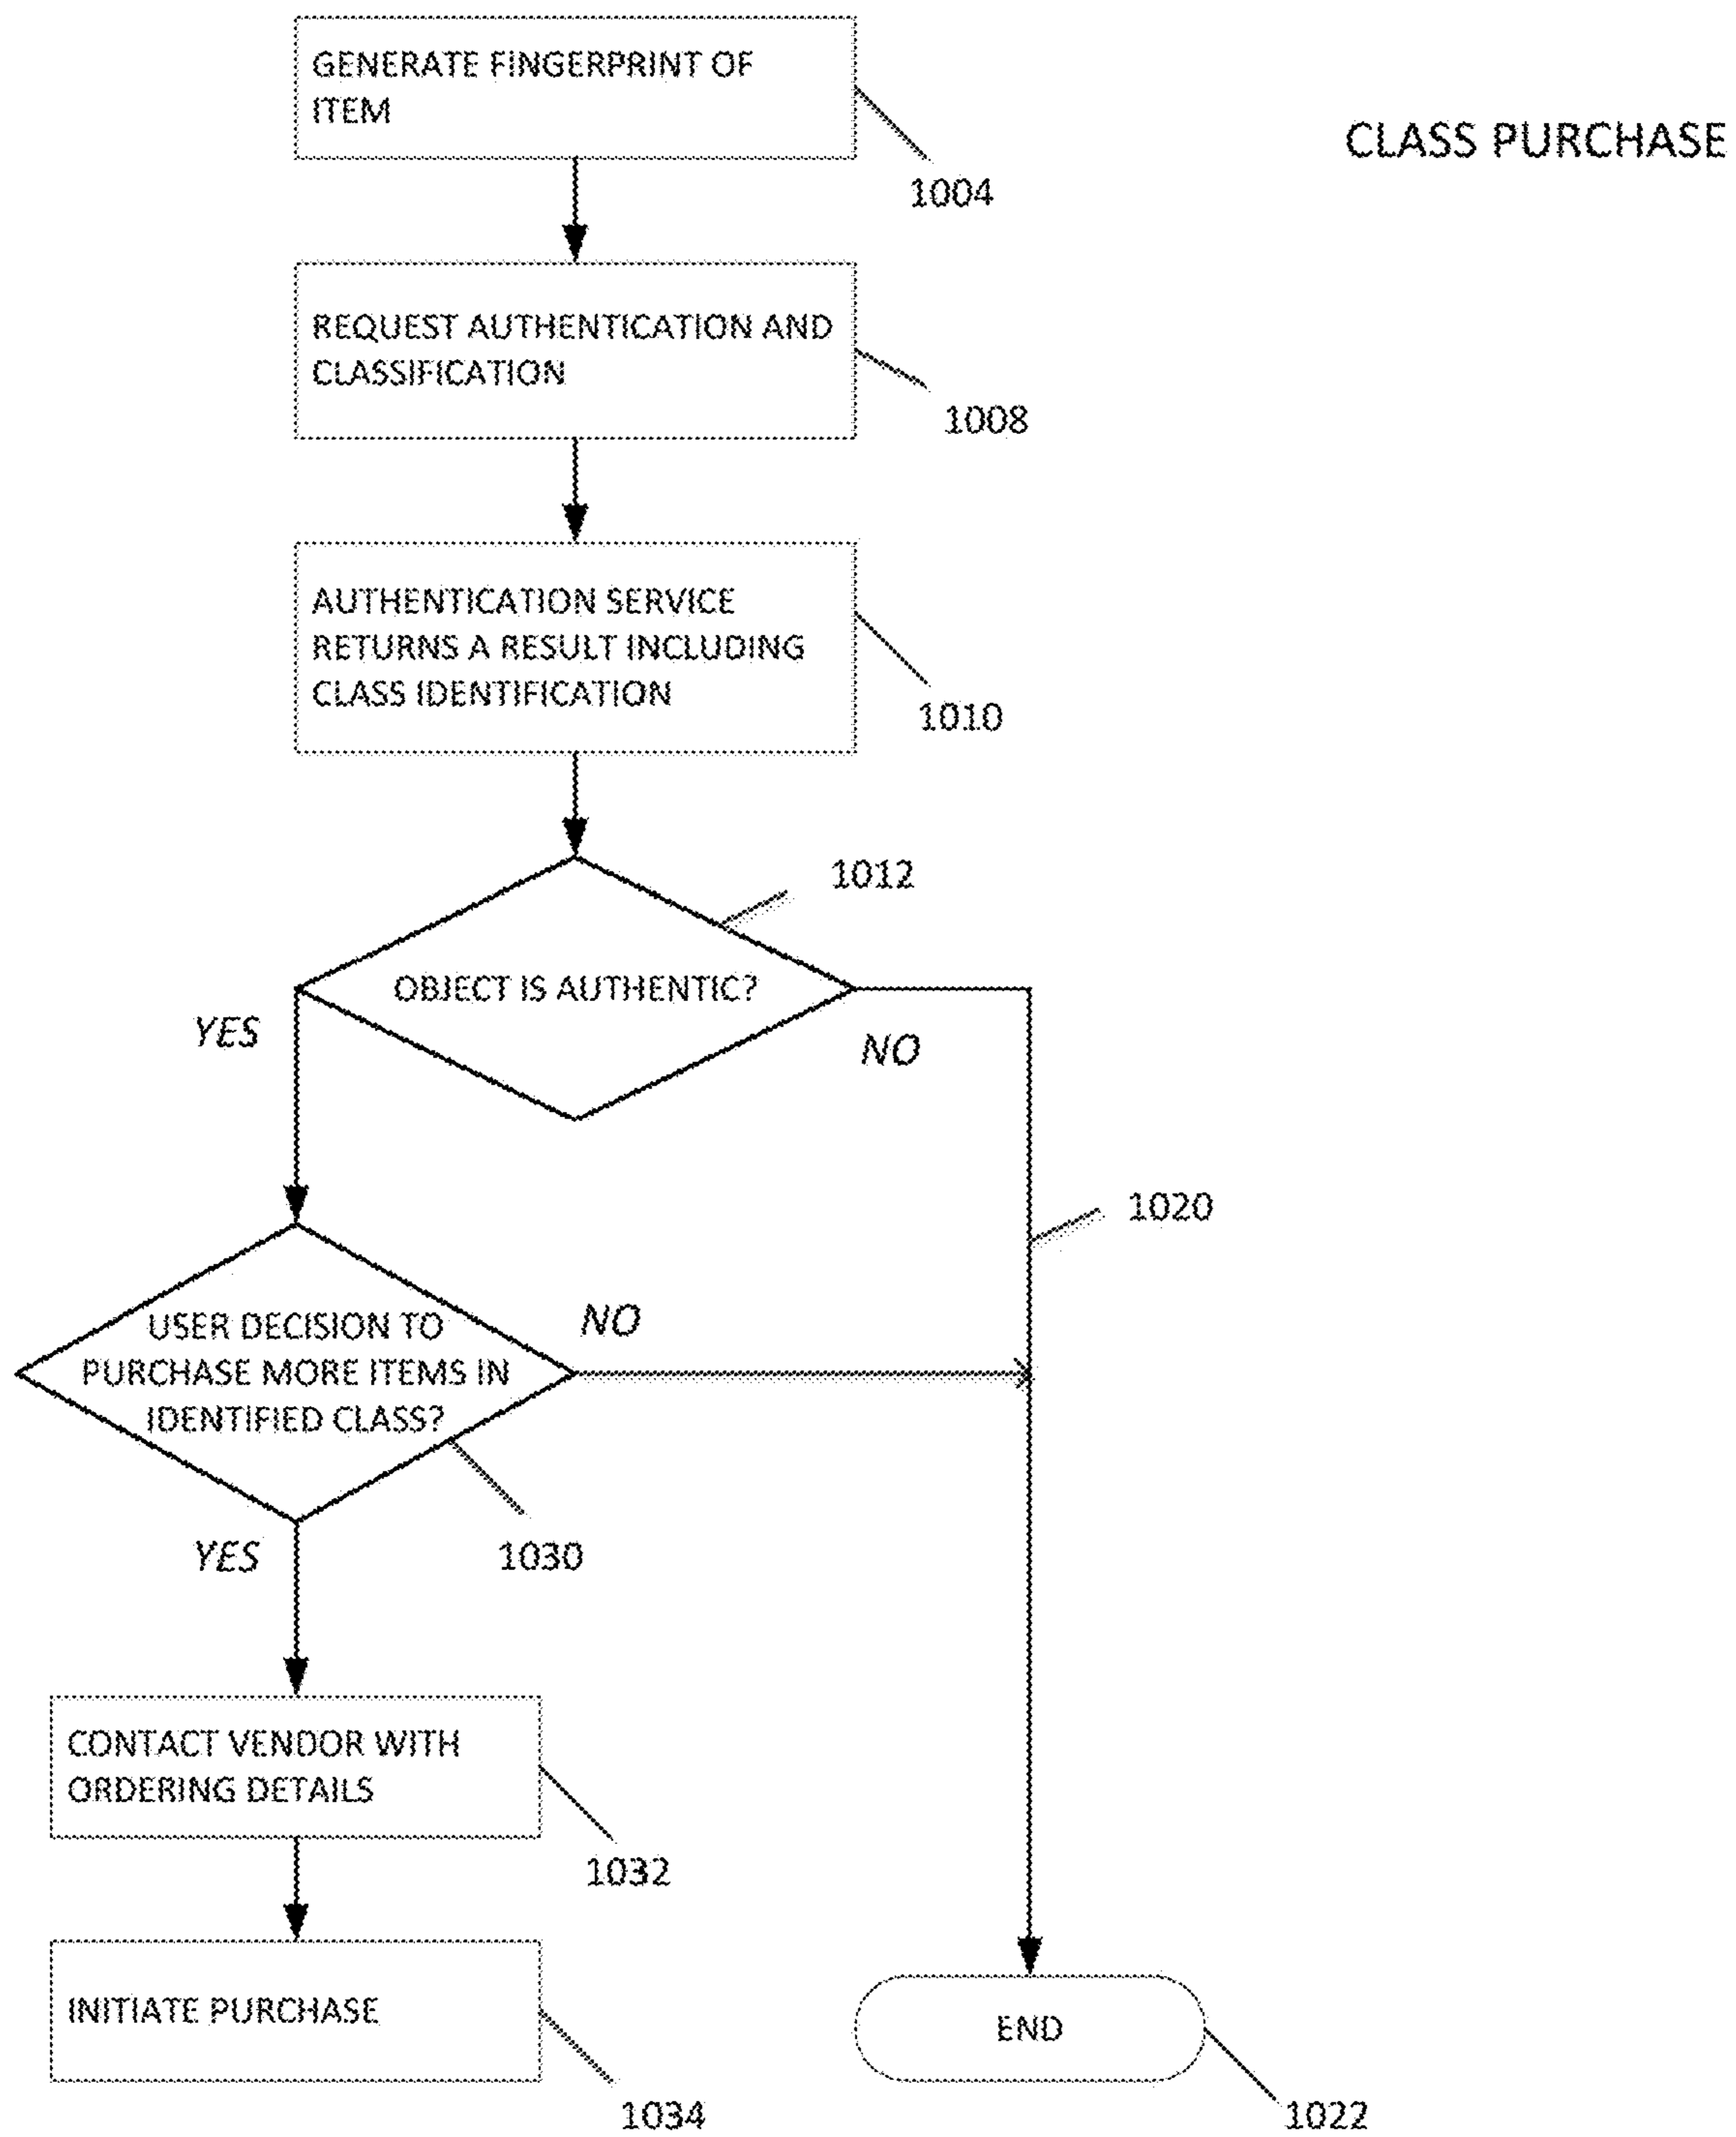 GENERATE FINGERPRINT OF
ITEM
CLASS PURCHASE
1004
REQUEST AUTHENTICATION AND
CLASSIFICATION
1008
AUTHENTICATION SERVICE
RETURNS A RESULT INCLUDING
CLASS IDENTIFICATION
1010
1012
OBJECT IS AUTHENTIC?
YES
NO
1020
USER DECISION TO
PURCHASE MORE ITEMS IN
IDENTIFIED CLASS?
NO
YES
1030
CONTACT VENDOR WITH
ORDERING DETAILS
1032
INITIATE PURCHASE
1034
END
1022